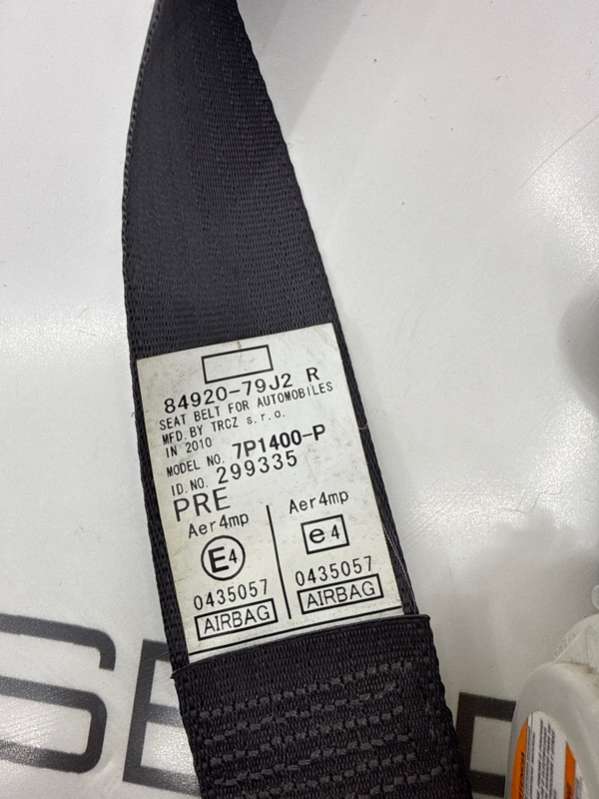 84920-79J2 R
SEAT BELT FOR AUTOMOBILES
MFD. BY TRCZ s.r.o.
IN 2010
MODEL NO. 7P1400-P
ID.NO. 299335
PRE
Aer4mp
E4
0435057
AIRBAG
Aer4mp
e4
0435057
AIRBAG